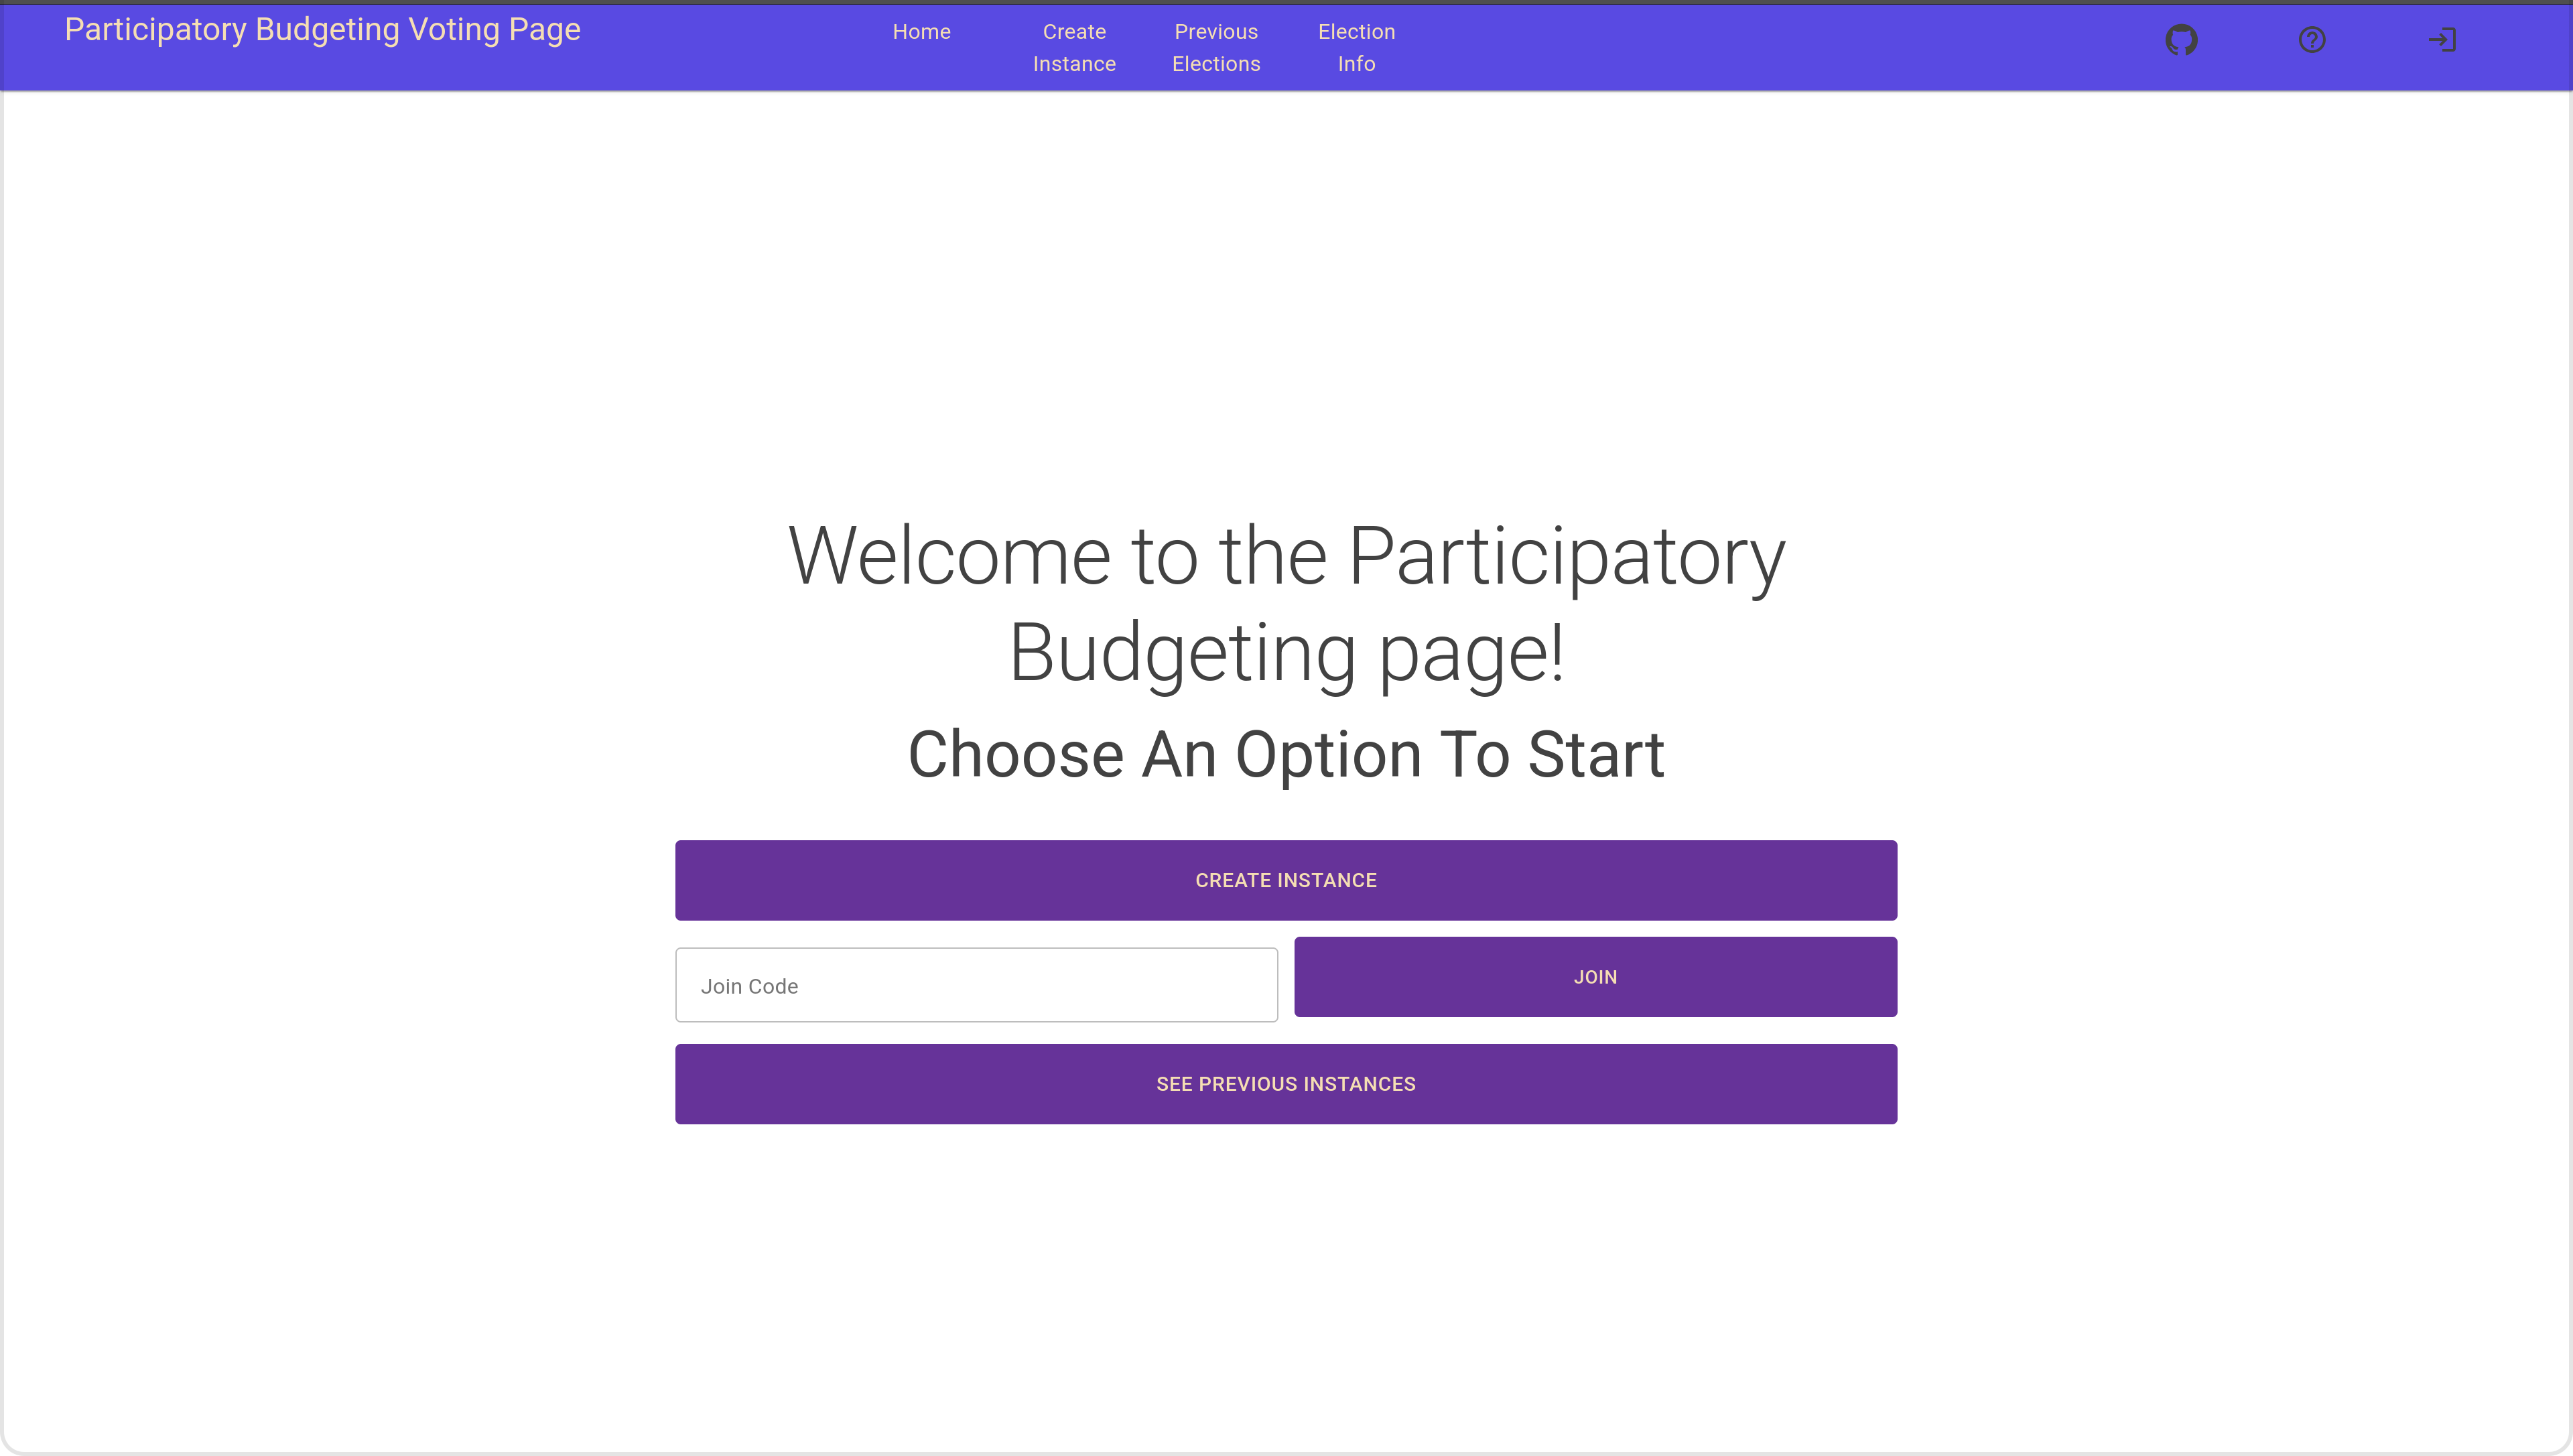 Participatory Budgeting Voting Page
Home
Create
Instance
Previous
Elections
Election
Info
Welcome to the Participatory
Budgeting page!
Choose An Option To Start
CREATE INSTANCE
Join Code
JOIN
SEE PREVIOUS INSTANCES